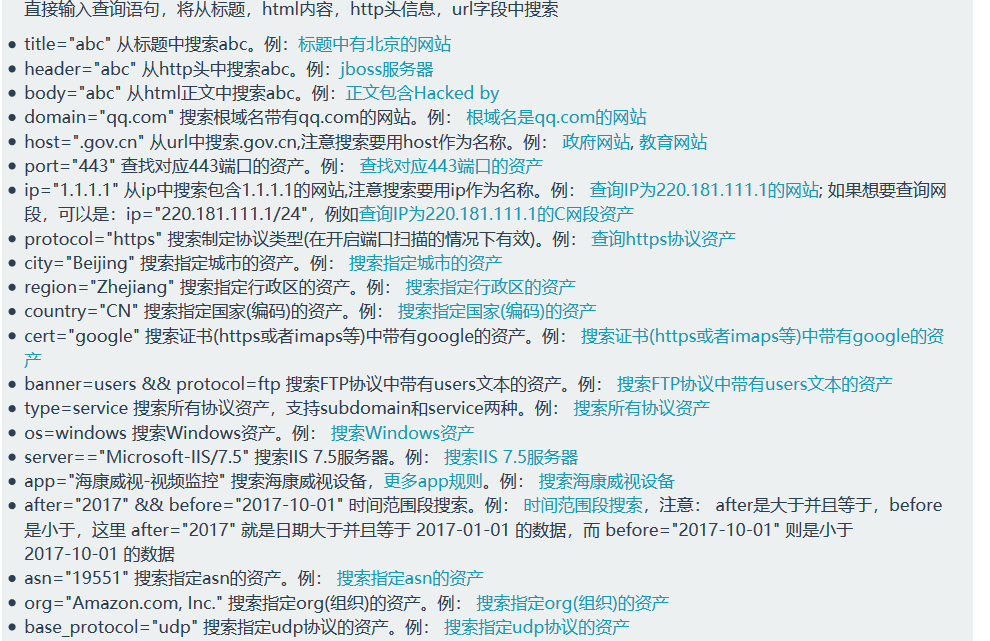 直接输入查询语句，将从标题，html内容，http头信息，url字段中搜索
title="abc" 从标题中搜索abc。例：标题中有北京的网站
header="abc" 从http头中搜索abc。例：jboss服务器
body="abc" 从html正文中搜索abc。例：正文包含Hacked by
domain="qq.com" 搜索根域名带有qq.com的网站。例： 根域名是qq.com的网站
host=".gov.cn" 从url中搜索.gov.cn,注意搜索要用host作为名称。例： 政府网站, 教育网站
port="443" 查找对应443端口的资产。例： 查找对应443端口的资产
ip="1.1.1.1" 从ip中搜索包含1.1.1.1的网站,注意搜索要用ip作为名称。例： 查询IP为220.181.111.1的网站; 如果想要查询网
段，可以是：ip="220.181.111.1/24"，例如查询IP为220.181.111.1的C网段资产
protocol="https" 搜索制定协议类型(在开启端口扫描的情况下有效)。例： 查询https协议资产
city="Beijing" 搜索指定城市的资产。例： 搜索指定城市的资产
region="Zhejiang" 搜索指定行政区的资产。例： 搜索指定行政区的资产
country="CN" 搜索指定国家(编码)的资产。例： 搜索指定国家(编码)的资产
cert="google" 搜索证书(https或者imaps等)中带有google的资产。例： 搜索证书(https或者imaps等)中带有google的资
产
banner=users && protocol=ftp 搜索FTP协议中带有users文本的资产。例： 搜索FTP协议中带有users文本的资产
type=service 搜索所有协议资产，支持subdomain和service两种。例： 搜索所有协议资产
os=windows 搜索Windows资产。例： 搜索Windows资产
server=="Microsoft-IIS/7.5" 搜索IIS 7.5服务器。例： 搜索IIS 7.5服务器
app="海康威视-视频监控" 搜索海康威视设备，更多app规则。例： 搜索海康威视设备
after="2017" && before="2017-10-01" 时间范围段搜索。例： 时间范围段搜索，注意： after是大于并且等于，before
是小于，这里 after="2017" 就是日期大于并且等于 2017-01-01 的数据，而 before="2017-10-01" 则是小于
2017-10-01 的数据
asn="19551" 搜索指定asn的资产。例： 搜索指定asn的资产
org="Amazon.com, Inc." 搜索指定org(组织)的资产。例： 搜索指定org(组织)的资产
base_protocol="udp" 搜索指定udp协议的资产。例： 搜索指定udp协议的资产